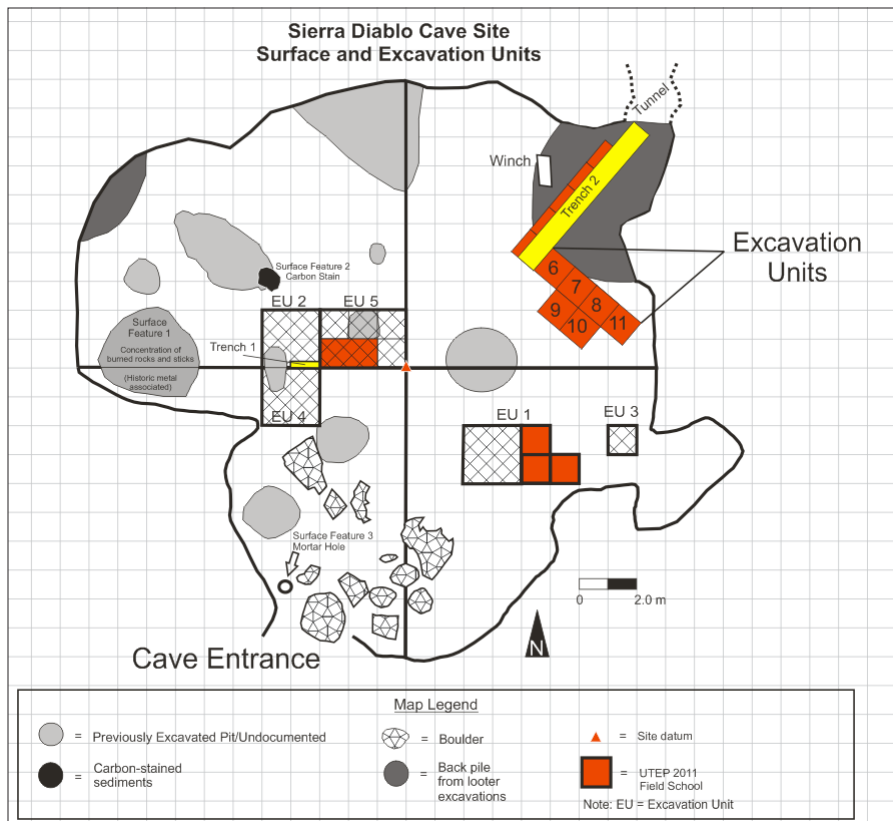 Sierra Diablo Cave Site
Surface and Excavation Units
Tunnel
Winch
Trench 2
Excavation
Units
Surface Feature 2
Carbon Stain
6
7
8
9
10
11
EU 2
EU 5
Surface
Feature 1
Concentration of
burned rocks and sticks
(Historic metal
associated)
Trench 1
EU 4
EU 1
EU 3
Surface Feature 3
Mortar Hole
0
2.0 m
N
Cave Entrance
Map Legend
= Previously Excavated Pit/Undocumented
= Boulder
= Site datum
= Carbon-stained
sediments
= Back pile
from looter
excavations
= UTEP 2011
Field School
Note: EU = Excavation Unit